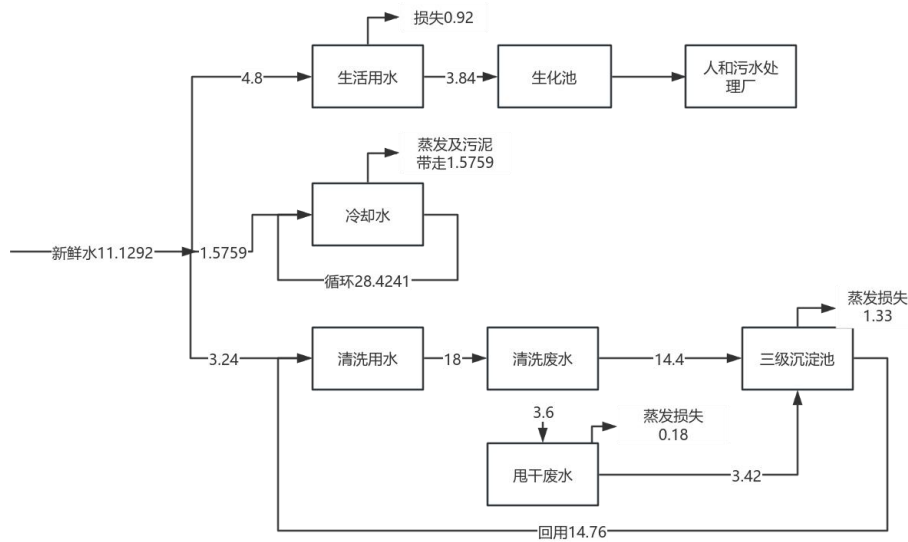 损失0.92
4.8
生活用水
3.84
生化池
人和污水处
理厂
蒸发及污泥
带走1.5759
冷却水
新鲜水11.1292
1.5759
循环28.4241
蒸发损失
1.33
3.24
清洗用水
18
清洗废水
14.4
三级沉淀池
3.6
蒸发损失
0.18
甩干废水
3.42
回用14.76